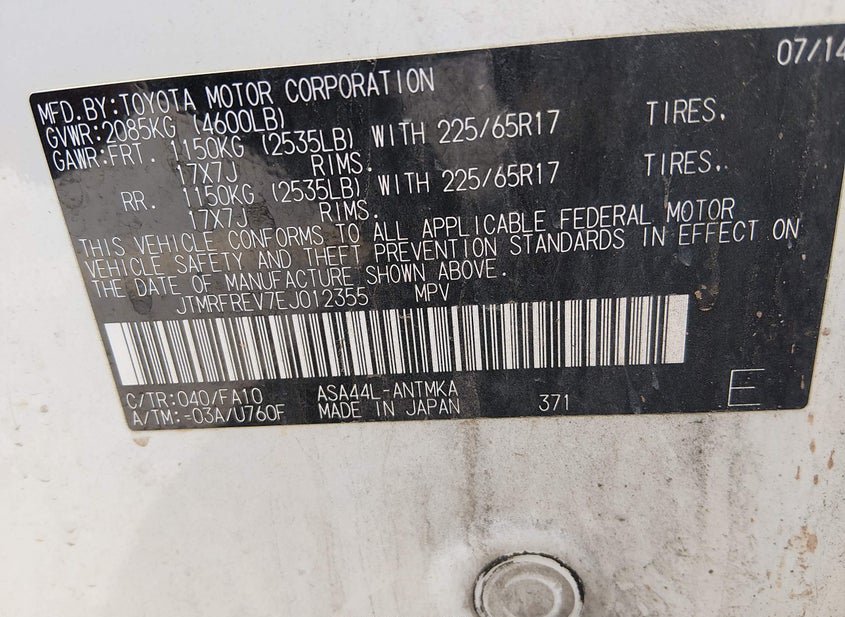 07/14
MFD.BY:TOYOTA MOTOR CORPORATION
GVWR:2085KG (4600LB)
GAWR:FRT. 1150KG (2535LB) WITH 225/65R17 TIRES.
17X7J RIMS.
RR. 1150KG (2535LB) WITH 225/65R17 TIRES.
17X7J RIMS.
THIS VEHICLE CONFORMS TO ALL APPLICABLE FEDERAL MOTOR
VEHICLE SAFETY AND THEFT PREVENTION STANDARDS IN EFFECT ON
THE DATE OF MANUFACTURE SHOWN ABOVE.
JTMRFREV7EJ012355 MPV
C/TR:040/FA10 ASA44L-ANTMKA
A/TM:-03A/U760F MADE IN JAPAN 371 E